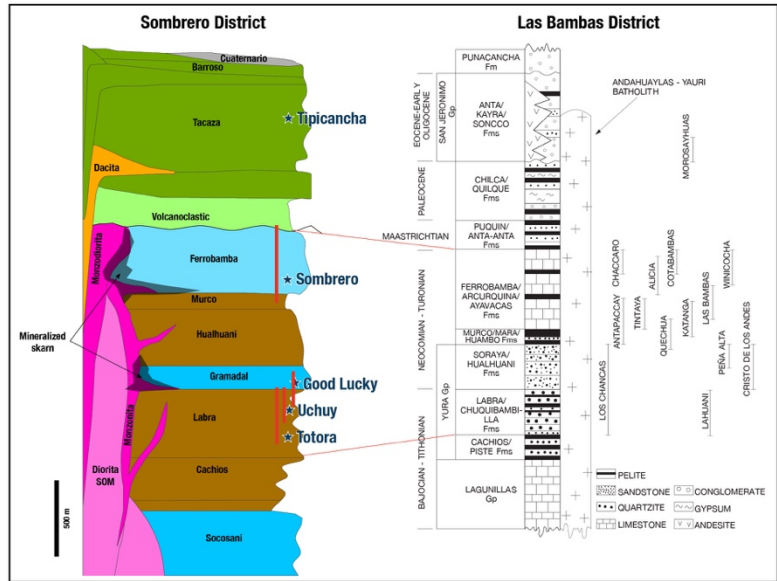 Sombrero District
Las Bambas District
Cuaternario
Barroso
Tacaza
Tipicancha
Dacita
Volcanoclastic
Monzodiorita
Ferrobamba
Sombrero
Murco
Mineralized
skarn
Hualhuani
Gramadal
Good Lucky
Labra
Uchuy
Totora
Monzonita
Diorita
SOM
Cachios
Socosani
500 m
PUNACANCHA
Fm
EOCENE-EARLY
OLIGOCENE
SAN JERONIMO
Gp
ANTA/
KAYRA/
SONCCO
Fms
PALEOCENE
CHILCA/
QUILQUE
Fms
MAASTRICHTIAN
PUQUIN/
ANTA-ANTA
Fms
NEOCOMIAN - TURONIAN
FERROBAMBA/
ARCURQUINA/
AYAVACAS
Fms
MURCO/MARA/
HUAMBO Fms
YURA Gp
SORAYA/
HUALHUANI
Fms
LABRA/
CHUQUIBAMBI-
LLA
Fms
BAJOCIAN - TITHONIAN
CACHIOS/
PISTE Fms
LAGUNILLAS
Gp
ANDAHUAYLAS - YAURI
BATHOLITH
MOROSAYHUAS
CHACCARO
ALICIA
COTABAMBAS
WINICOCHA
ANTAPACCAY
TINTAYA
QUECHUA
KATANGA
LAS BAMBAS
PEÑA ALTA
CRISTO DE LOS ANDES
LOS CHANCAS
LAHUANI
PELITE
SANDSTONE
CONGLOMERATE
QUARTZITE
GYPSUM
LIMESTONE
ANDESITE